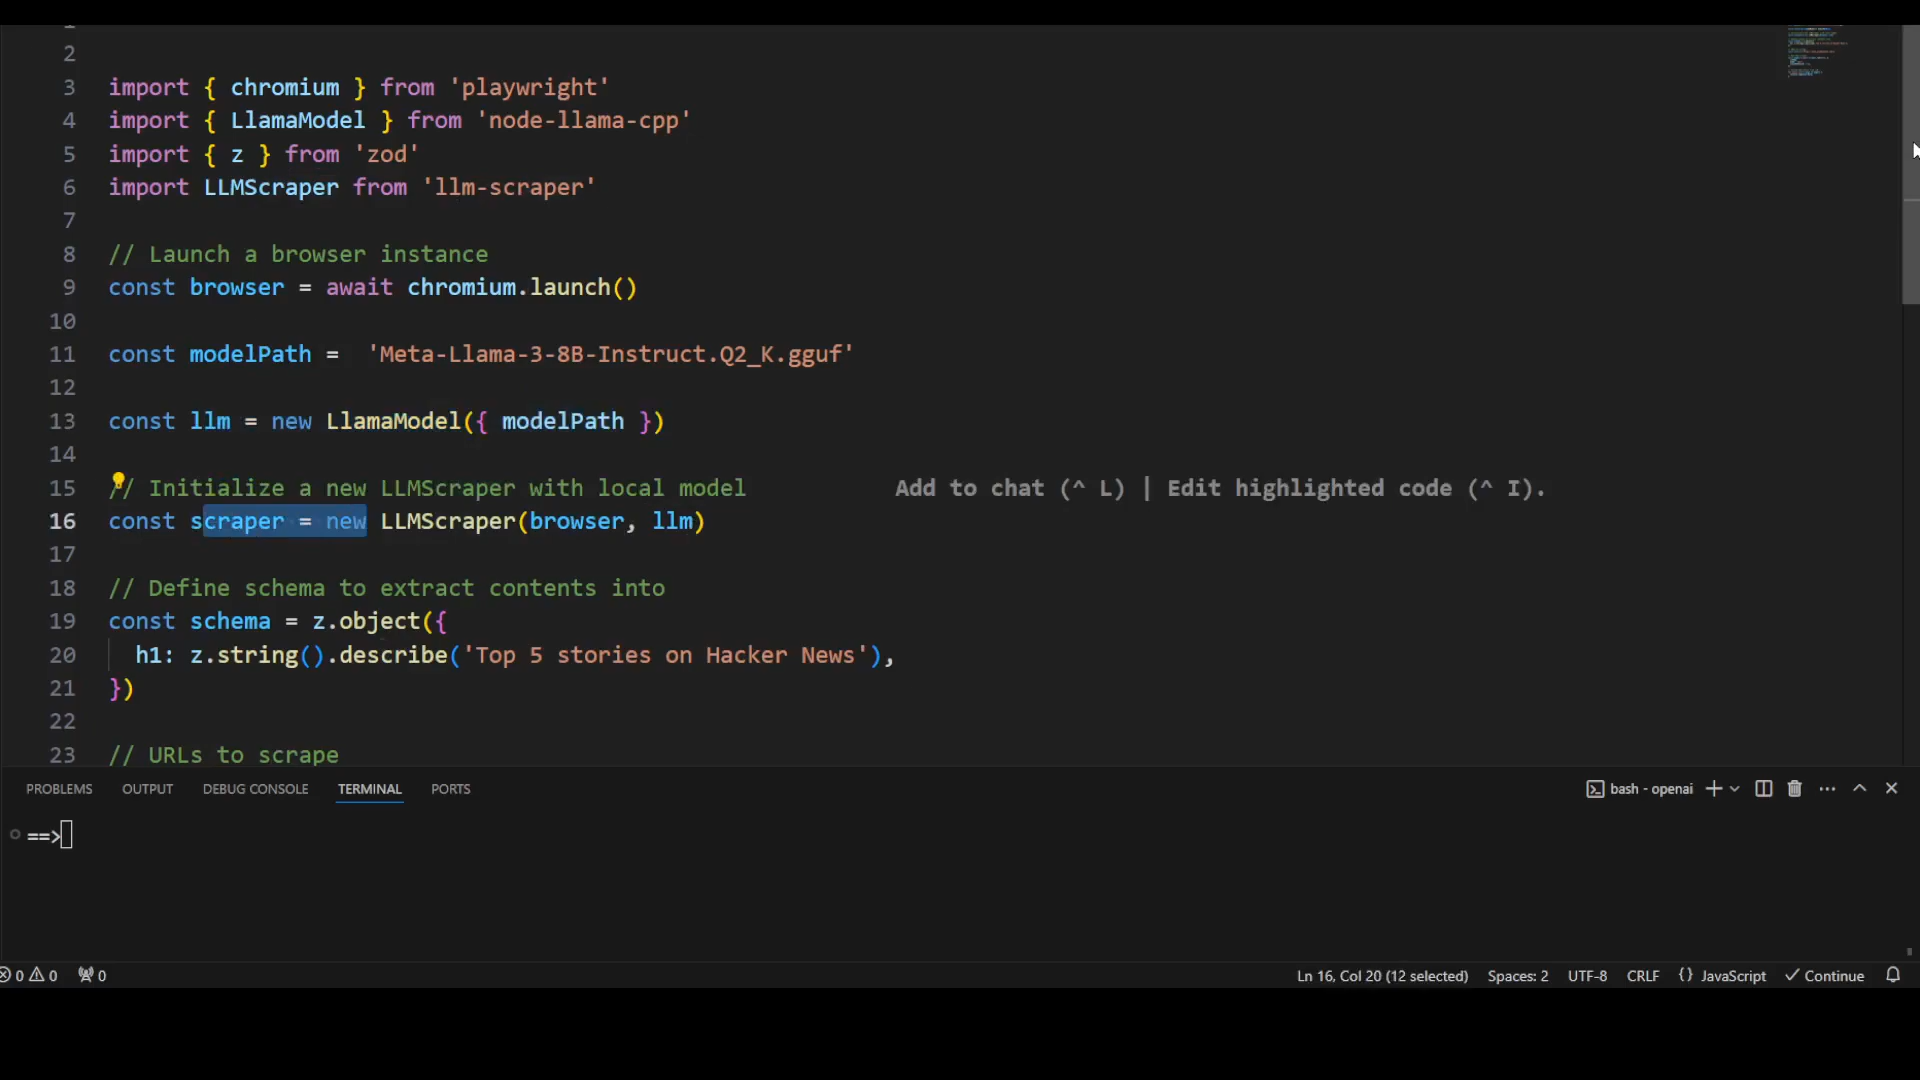 1
2
3 import { chromium } from 'playwright'
4 import { LlamaModel } from 'node-llama-cpp'
5 import { z } from 'zod'
6 import LLMScraper from 'llm-scraper'
7
8 // Launch a browser instance
9 const browser = await chromium.launch()
10
11 const modelPath =  'Meta-Llama-3-8B-Instruct.Q2_K.gguf'
12
13 const llm = new LlamaModel({ modelPath })
14
15 // Initialize a new LLMScraper with local model Add to chat (^ L) | Edit highlighted code (^ I).
16 const scraper = new LLMScraper(browser, llm)
17
18 // Define schema to extract contents into
19 const schema = z.object({
20   h1: z.string().describe('Top 5 stories on Hacker News'),
21 })
22
23 // URLs to scrape
PROBLEMS OUTPUT DEBUG CONSOLE TERMINAL PORTS bash - openai
==>
0 0 0 Ln 16, Col 20 (12 selected) Spaces: 2 UTF-8 CRLF {} JavaScript Continue